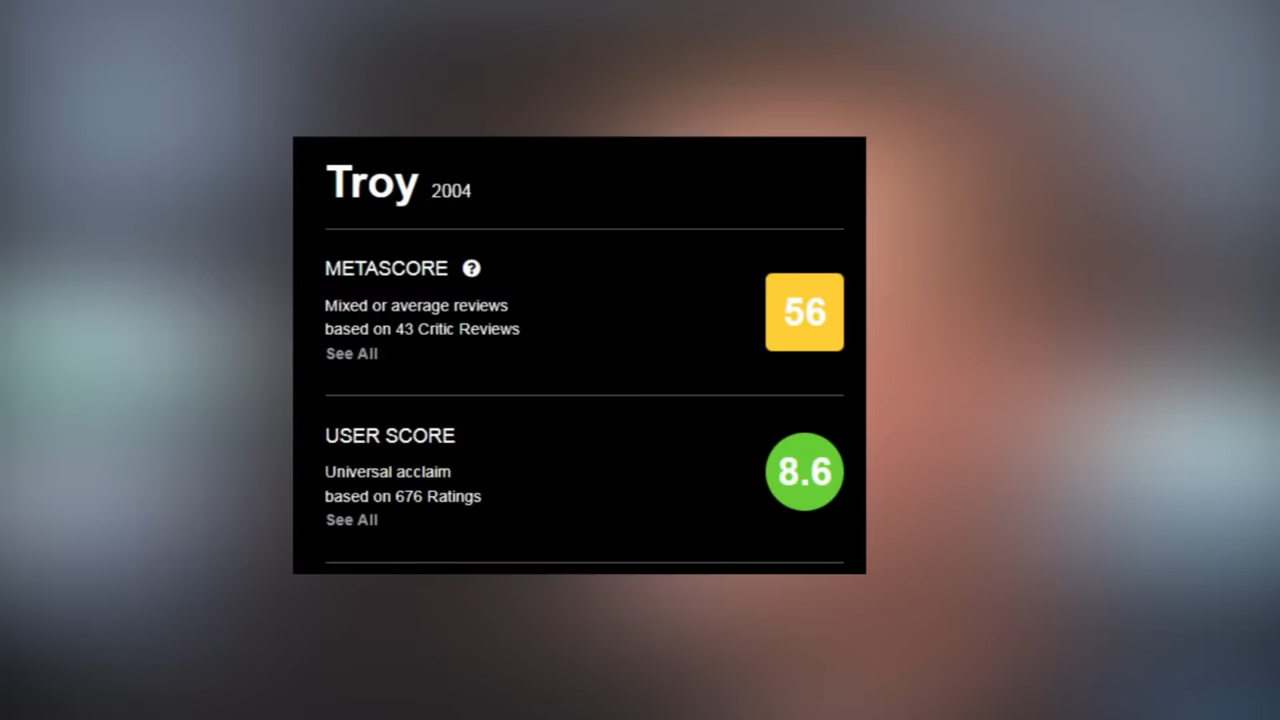 Troy 2004
METASCORE ?
Mixed or average reviews
based on 43 Critic Reviews
See All
56
USER SCORE
Universal acclaim
based on 676 Ratings
See All
8.6